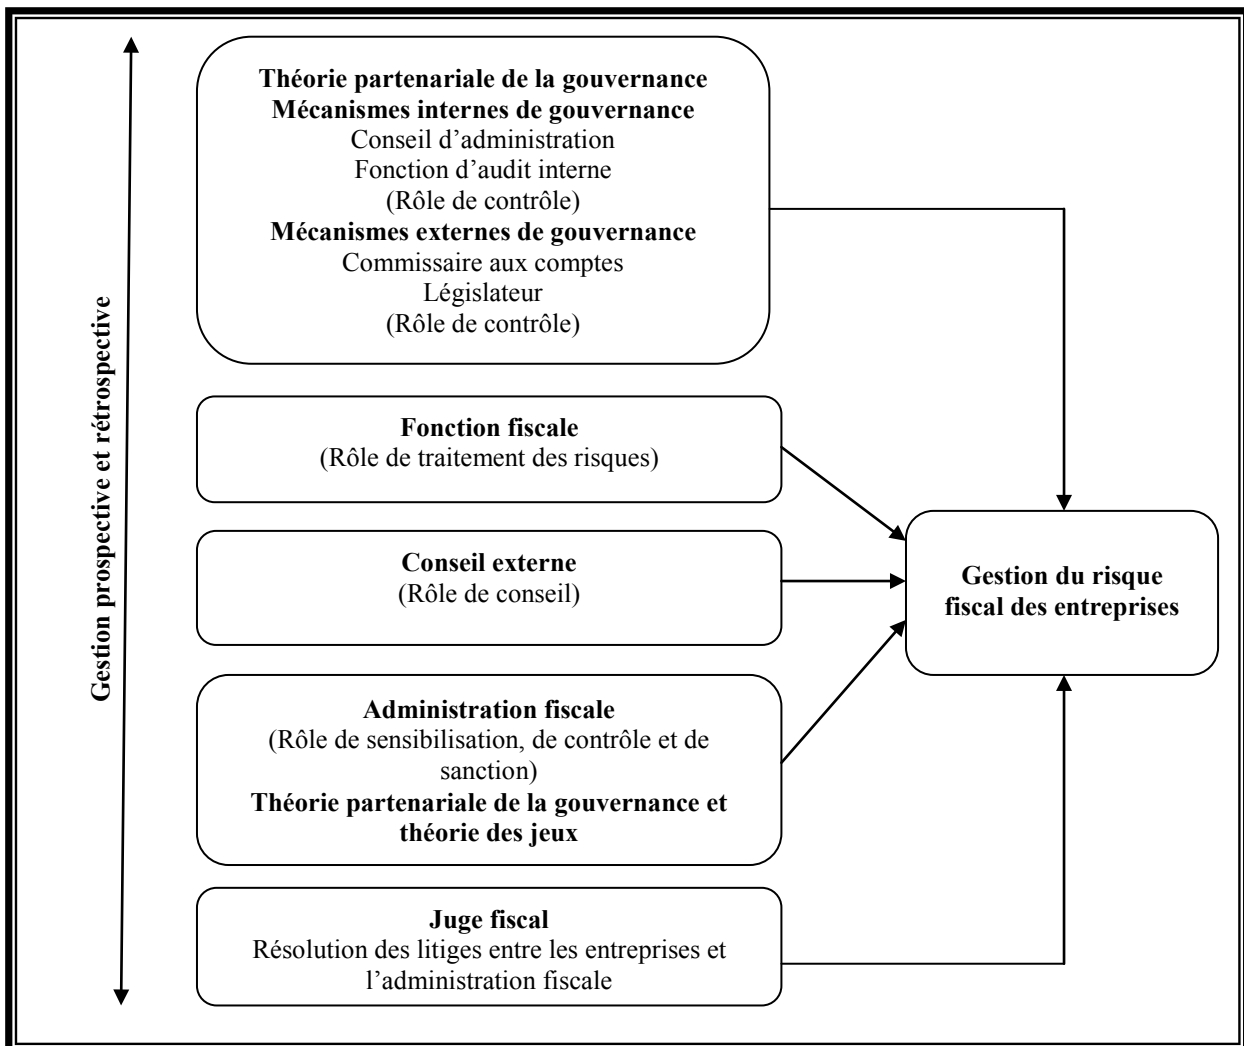 Gestion prospective et rétrospective
Théorie partenariale de la gouvernance
Mécanismes internes de gouvernance
Conseil d'administration
Fonction d'audit interne
(Rôle de contrôle)
Mécanismes externes de gouvernance
Commissaire aux comptes
Législateur
(Rôle de contrôle)
Fonction fiscale
(Rôle de traitement des risques)
Conseil externe
(Rôle de conseil)
Administration fiscale
(Rôle de sensibilisation, de contrôle et de
sanction)
Théorie partenariale de la gouvernance et
théorie des jeux
Juge fiscal
Résolution des litiges entre les entreprises et
l'administration fiscale
Gestion du risque
fiscal des entreprises